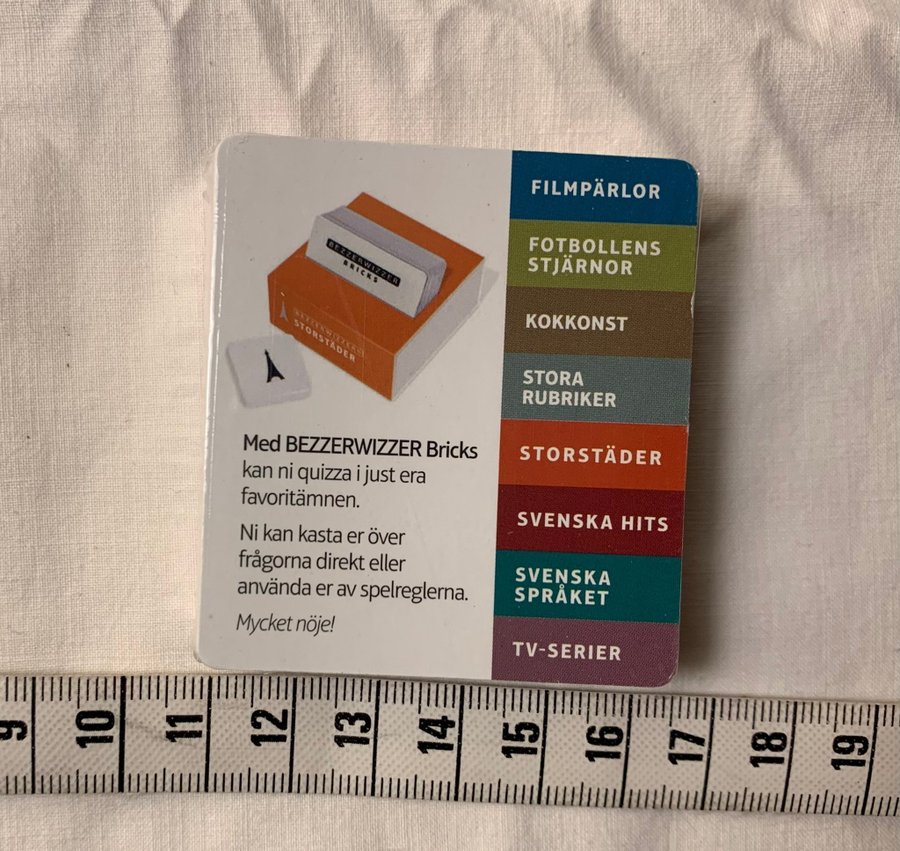 BEZZERWIZZER
BRICKS
BEZZERWIZZER
STORSTÄDER
Med BEZZERWIZZER Bricks
kan ni quizza i just era
favoritämnen.
Ni kan kasta er över
frågorna direkt eller
använda er av spelreglerna.
Mycket nöje!
FILMPÄRLOR
FOTBOLLENS
STJÄRNOR
KOKKONST
STORA
RUBRIKER
STORSTÄDER
SVENSKA HITS
SVENSKA
SPRÅKET
TV-SERIER
9 10 11 12 13 14 15 16 17 18 19